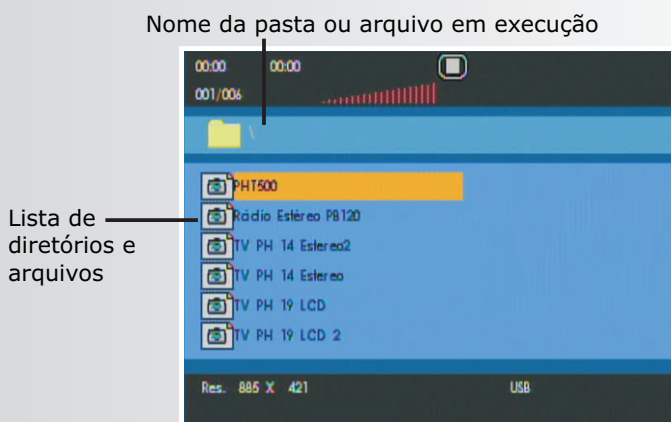 Nome da pasta ou arquivo em execução
00:00 00:00
001/006
\
PHT500
Rádio Estéreo PB120
TV PH 14 Estereo2
TV PH 14 Estereo
TV PH 19 LCD
TV PH 19 LCD 2
Lista de
diretórios e
arquivos
Res. 885 X 421 USB